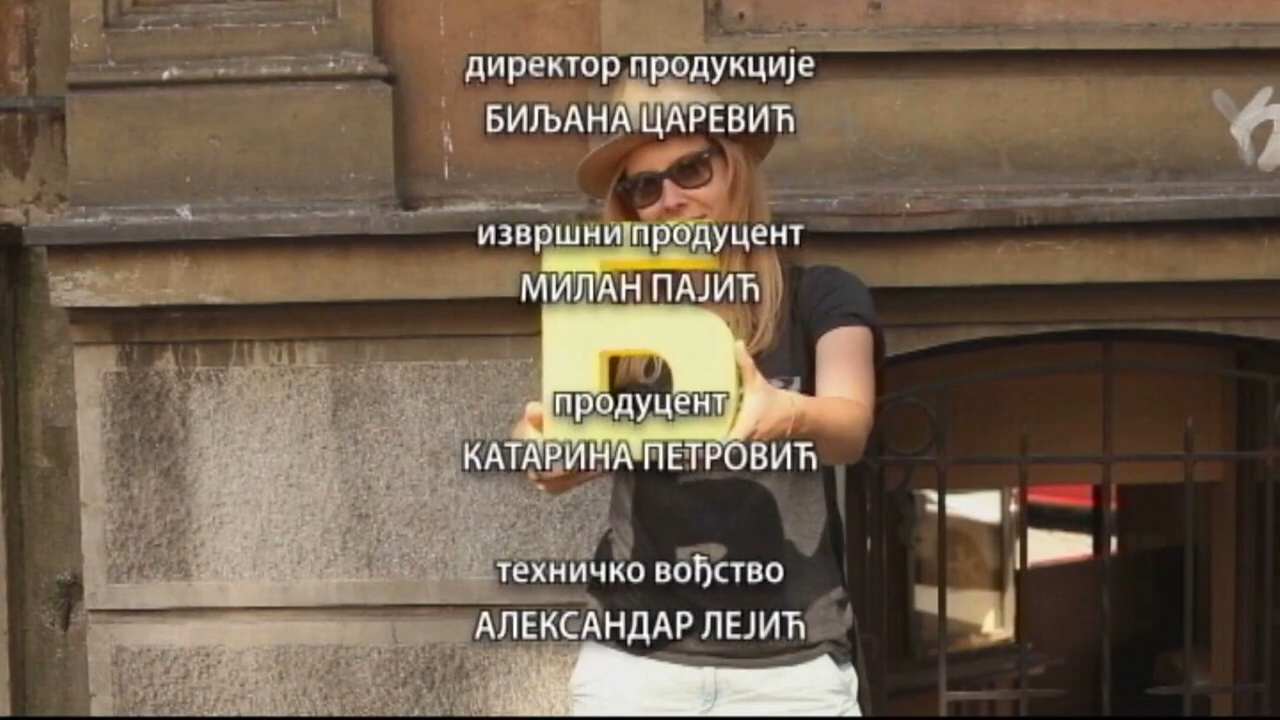 директор продукције
БИЉАНА ЦАРЕВИЋ
извршни продуцент
МИЛАН ПАЈИЋ
продуцент
КАТАРИНА ПЕТРОВИЋ
техничко вођство
АЛЕКСАНДАР ЛЕЈИЋ
Б